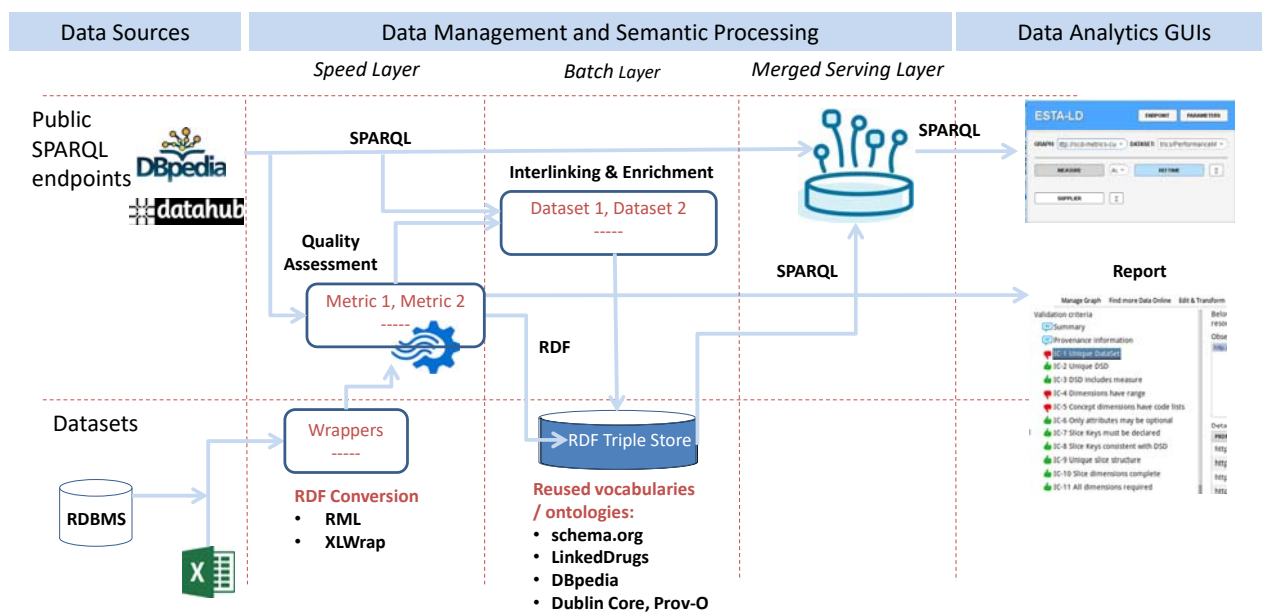 Data Sources
Data Management and Semantic Processing
Data Analytics GUIs
Speed Layer
Batch Layer
Merged Serving Layer
Public
SPARQL
endpoints
DBpedia
datahub
SPARQL
SPARQL
Interlinking & Enrichment
Dataset 1, Dataset 2
-----
Quality
Assessment
Metric 1, Metric 2
-----
SPARQL
RDF
ESTA-LD
ENDPOINT
PARAMETERS
GRAPH:
DATASET:
MEASURE
REFTIME
SUPPLIER
Σ
Report
Manage Graph Find more Data Online Edit & Transform
Validation criteria
Summary
Provenance information
IC-1 Unique DataSet
IC-2 Unique DSD
IC-3 DSD includes measure
IC-4 Dimensions have range
IC-5 Concept dimensions have code lists
IC-6 Only attributes may be optional
IC-7 Slice Keys must be declared
IC-8 Slice Keys consistent with DSD
IC-9 Unique slice structure
IC-10 Slice dimensions complete
IC-11 All dimensions required
Datasets
Wrappers
-----
RDF Triple Store
RDBMS
X
RDF Conversion
• RML
• XLWrap
Reused vocabularies
/ ontologies:
• schema.org
• LinkedDrugs
• DBpedia
• Dublin Core, Prov-O